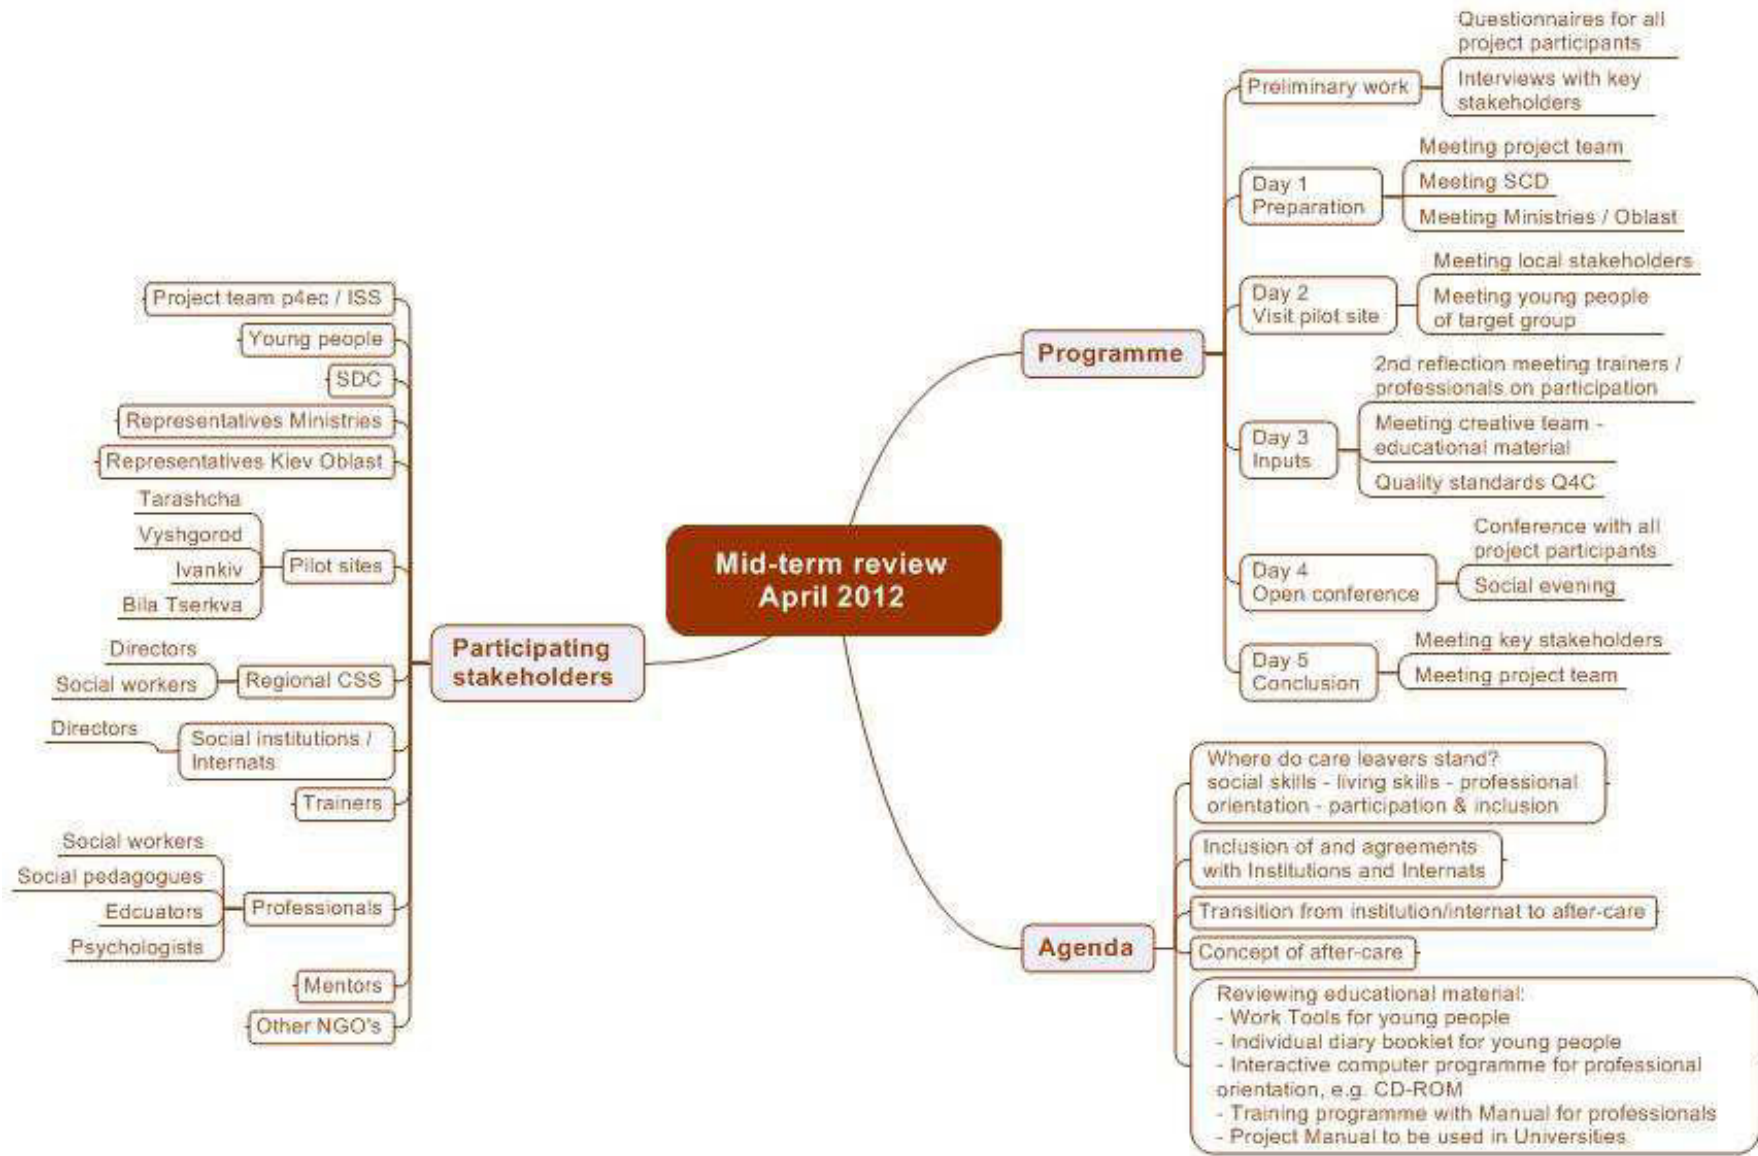 Mid-term review
April 2012
Programme
Preliminary work
Questionnaires for all
project participants
Interviews with key
stakeholders
Day 1
Preparation
Meeting project team
Meeting SCD
Meeting Ministries / Oblast
Day 2
Visit pilot site
Meeting local stakeholders
Meeting young people
of target group
Day 3
Inputs
2nd reflection meeting trainers /
professionals on participation
Meeting creative team -
educational material
Quality standards Q4C
Day 4
Open conference
Conference with all
project participants
Social evening
Day 5
Conclusion
Meeting key stakeholders
Meeting project team
Agenda
Where do care leavers stand?
social skills - living skills - professional
orientation - participation & inclusion
Inclusion of and agreements
with Institutions and Internats
Transition from institution/internat to after-care
Concept of after-care
Reviewing educational material:
- Work Tools for young people
- Individual diary booklet for young people
- Interactive computer programme for professional
orientation, e.g. CD-ROM
- Training programme with Manual for professionals
- Project Manual to be used in Universities
Participating
stakeholders
Project team p4ec / ISS
Young people
SDC
Representatives Ministries
Representatives Kiev Oblast
Pilot sites
Tarashcha
Vyshgorod
Ivankiv
Bila Tserkva
Regional CSS
Directors
Social workers
Social institutions /
Internats
Directors
Trainers
Professionals
Social workers
Social pedagogues
Edcuators
Psychologists
Mentors
Other NGO's